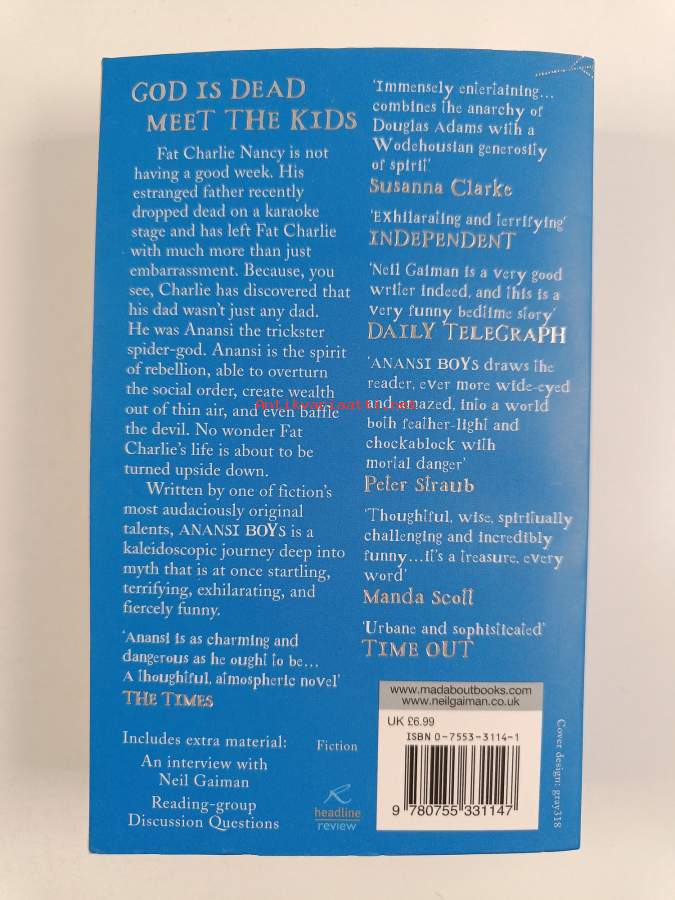 GOD IS DEAD
MEET THE KIDS
Fat Charlie Nancy is not
having a good week. His
estranged father recently
dropped dead on a karaoke
stage and has left Fat Charlie
with much more than just
embarrassment. Because, you
see, Charlie has discovered that
his dad wasn't just any dad.
He was Anansi the trickster
spider-god. Anansi is the spirit
of rebellion, able to overturn
the social order, create wealth
out of thin air, and even baffle
the devil. No wonder Fat
Charlie's life is about to be
turned upside down.
Written by one of fiction's
most audaciously original
talents, ANANSI BOYS is a
kaleidoscopic journey deep into
myth that is at once startling,
terrifying, exhilarating, and
fiercely funny.
'Anansi is as charming and
dangerous as he ought to be...
A thoughtful, atmospheric novel'
THE TIMES
Includes extra material:
An interview with
Neil Gaiman
Reading-group
Discussion Questions
Fiction
headline
review
'Immensely entertaining...
combines the anarchy of
Douglas Adams with a
Wodehousian generosity
of spirit'
Susanna Clarke
'Exhilarating and terrifying'
INDEPENDENT
'Neil Gaiman is a very good
writer indeed, and this is a
very funny bedtime story'
DAILY TELEGRAPH
'ANANSI BOYS draws the
reader, ever more wide-eyed
and amazed, into a world
both feather-light and
chockablock with
mortal danger'
Peter Straub
'Thoughtful, wise, spiritually
challenging and incredibly
funny...it's a treasure, every
word'
Manda Scott
'Urbane and sophisticated'
TIME OUT
www.madaboutbooks.com
www.neilgaiman.co.uk
UK £6.99
ISBN 0-7553-3114-1
9 780755 331147
Cover design: gray318
Antikvariaatti.net